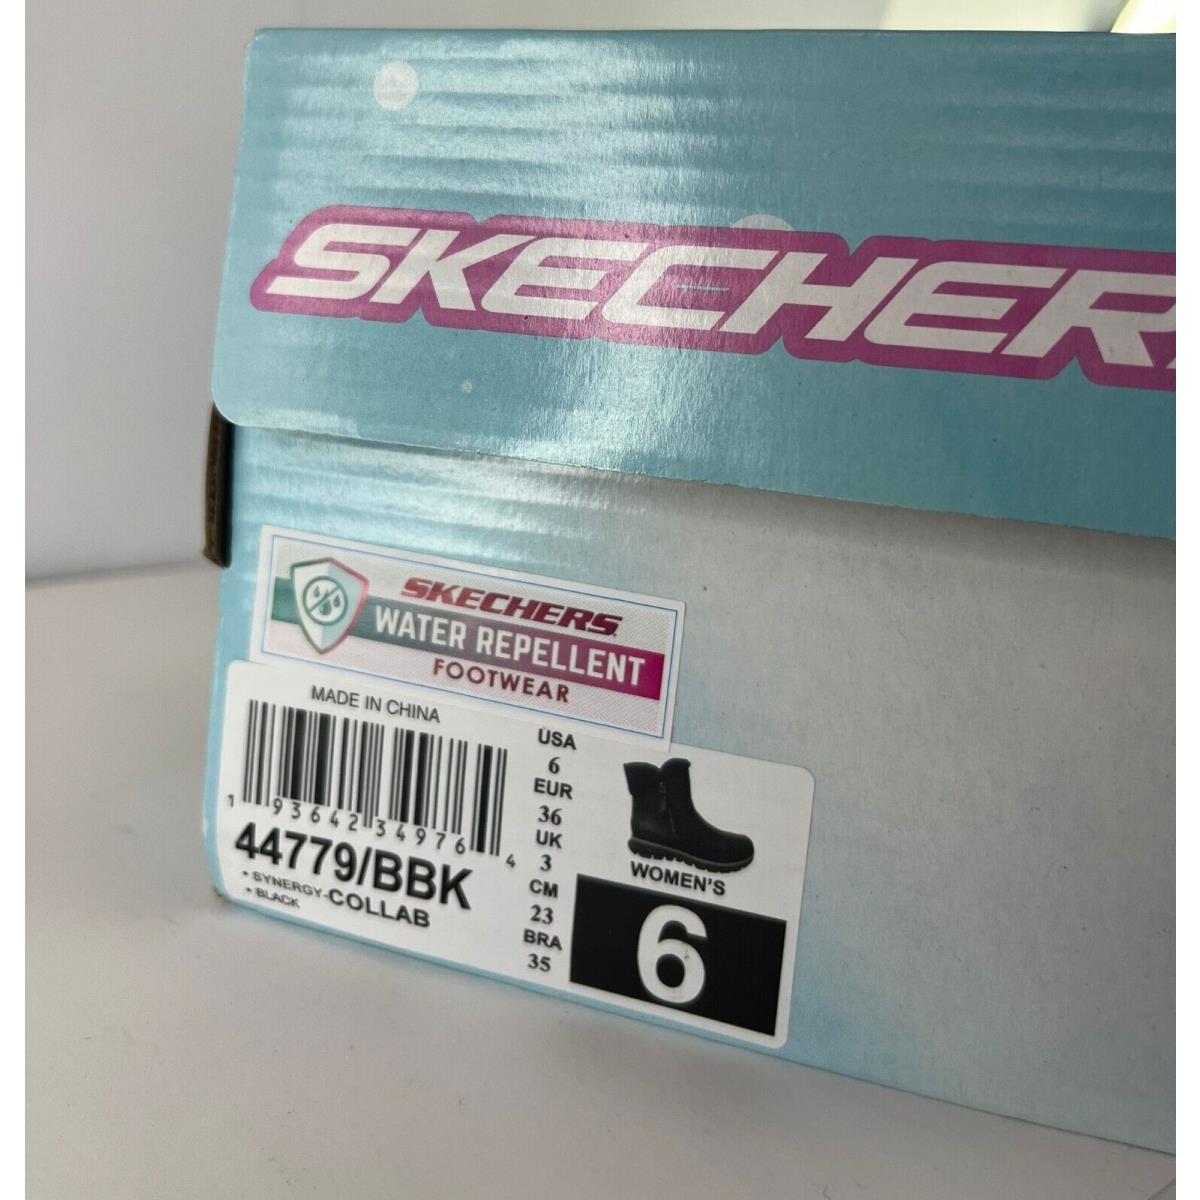 SKECHER
SKECHERS
WATER REPELLENT
FOOTWEAR
MADE IN CHINA
1 93642 34976 4
44779/BBK
• SYNERGY-COLLAB
• BLACK
USA
6
EUR
36
UK
3
CM
23
BRA
35
WOMEN'S
6